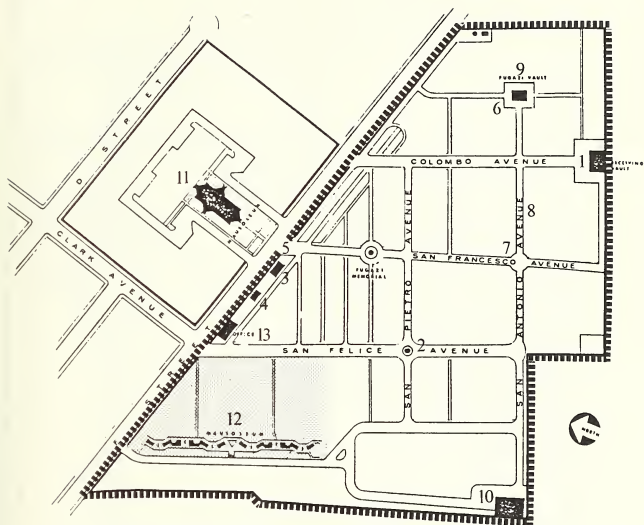 9
FUGAZI VAULT
6
D STREET
COLOMBO AVENUE
1
RECEIVING
VAULT
11
MAUSOLEUM
8
CLARK AVENUE
5
7
SAN FRANCESCO AVENUE
FUGAZI
MEMORIAL
3
4
OFFICE
13
STREET
SAN PIETRO AVENUE
SAN ANTONIO AVENUE
SAN FELICE AVENUE
2
12
MAUSOLEUM
NORTH
10